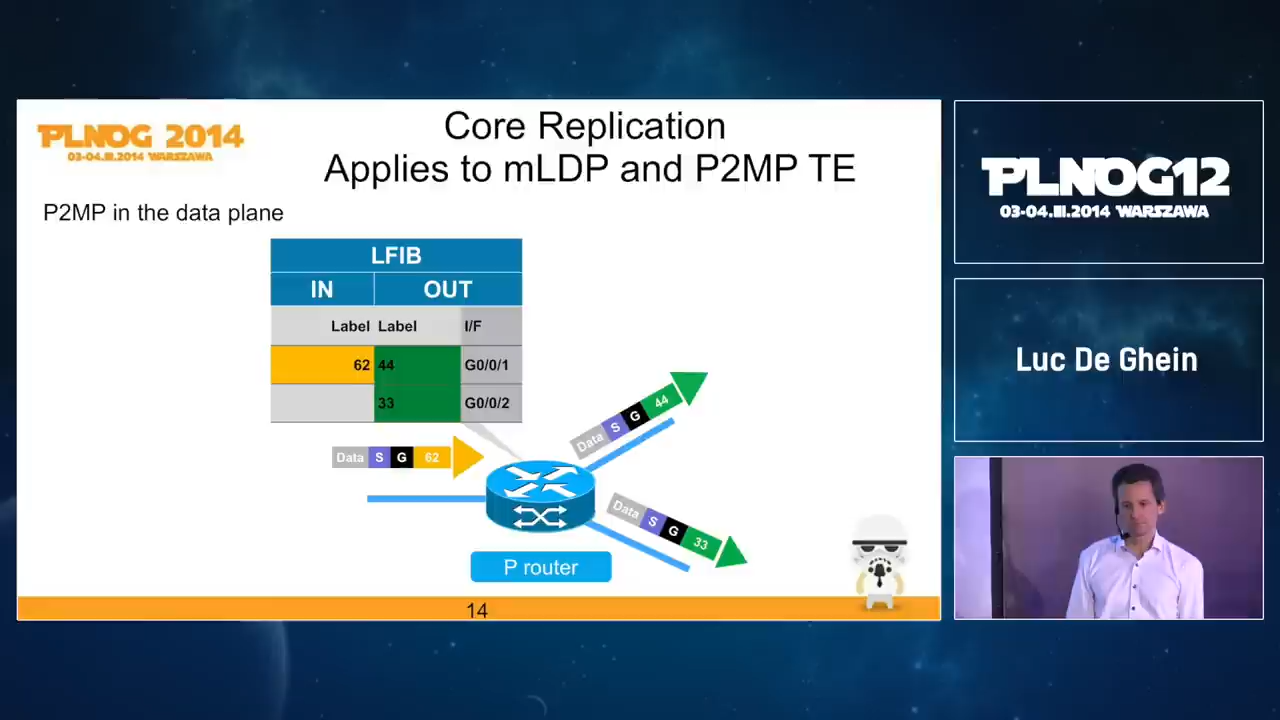 PLNOG 2014
03-04.III.2014 WARSZAWA
Core Replication
Applies to mLDP and P2MP TE
P2MP in the data plane
LFIB
IN OUT
Label Label I/F
62 44 G0/0/1
33 G0/0/2
Data S G 62
Data S G 44
Data S G 33
P router
14
PLNOG12
03-04.III.2014 WARSZAWA
Luc De Ghein